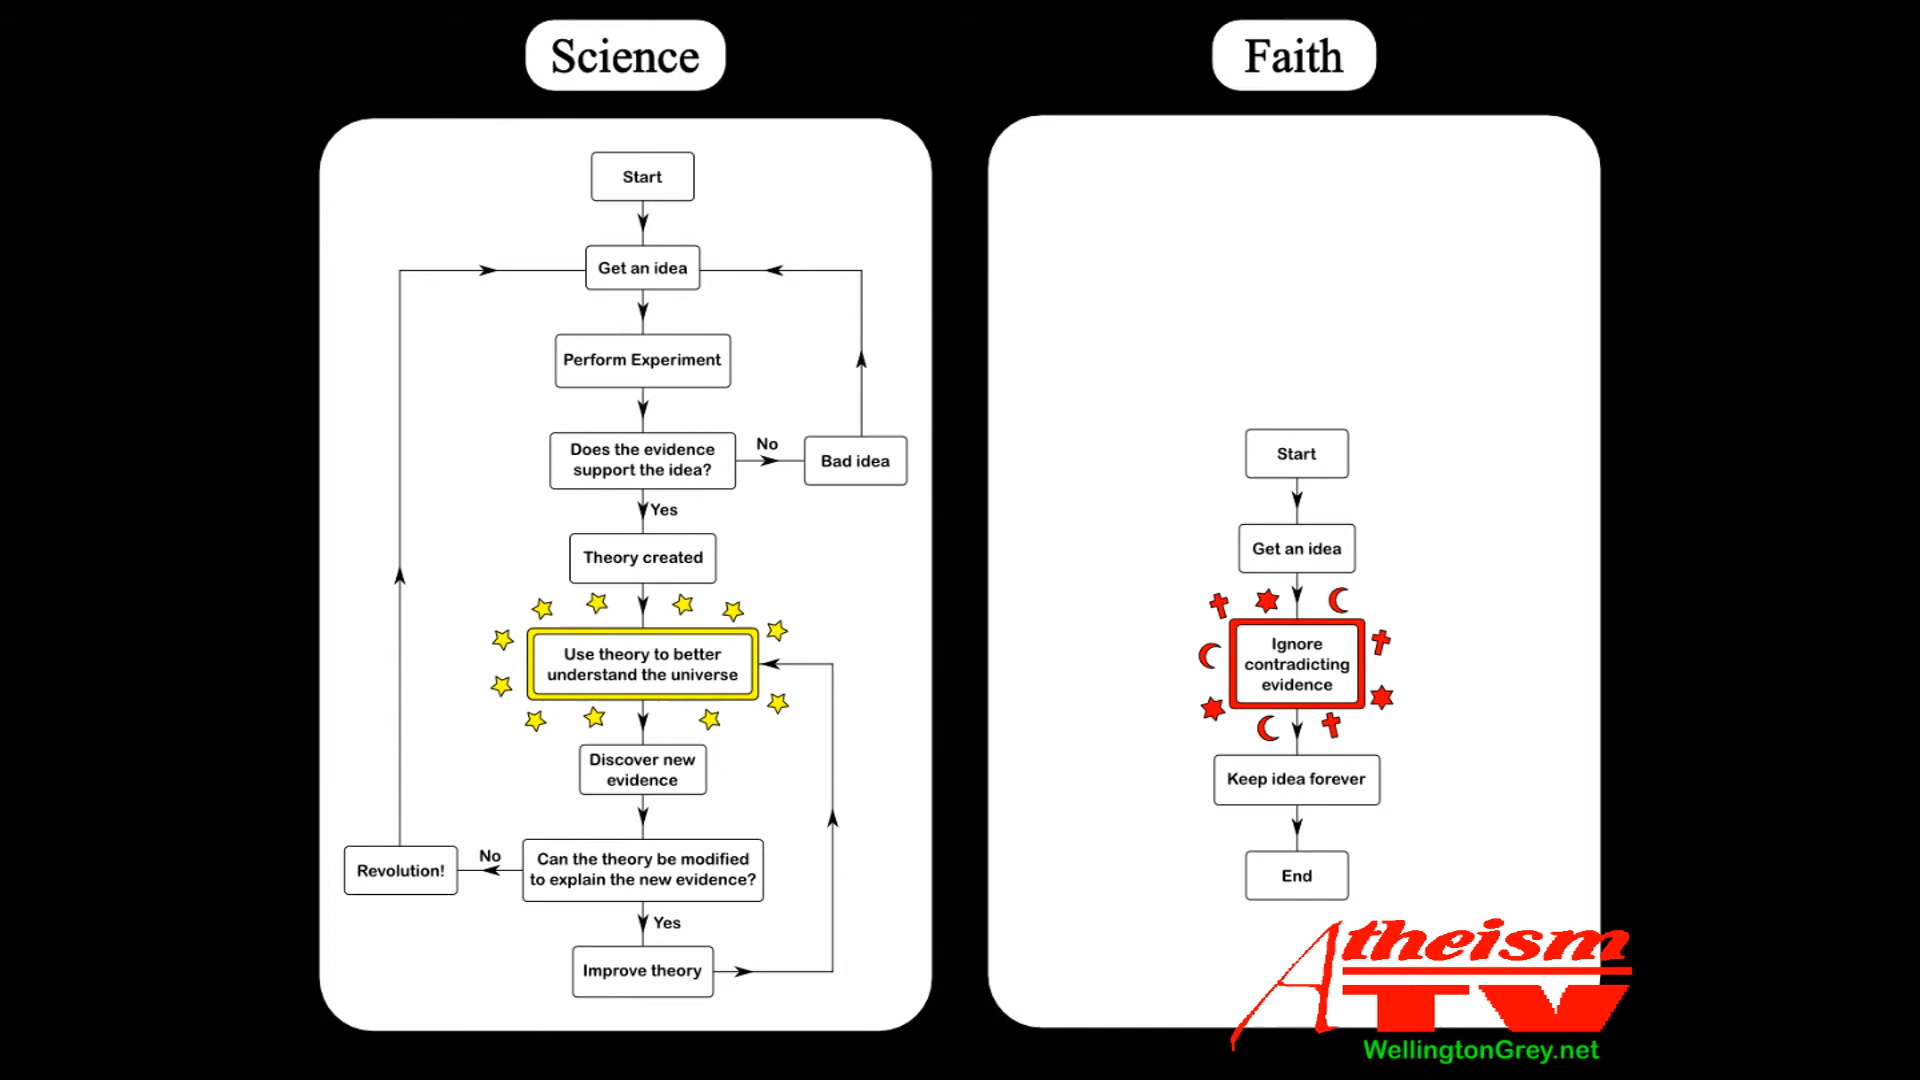 Science
Start
Get an idea
Perform Experiment
Does the evidence
support the idea?
No
Bad idea
Yes
Theory created
Use theory to better
understand the universe
Discover new
evidence
Can the theory be modified
to explain the new evidence?
No
Revolution!
Yes
Improve theory
Faith
Start
Get an idea
Ignore
contradicting
evidence
Keep idea forever
End
Atheism
TV
WellingtonGrey.net